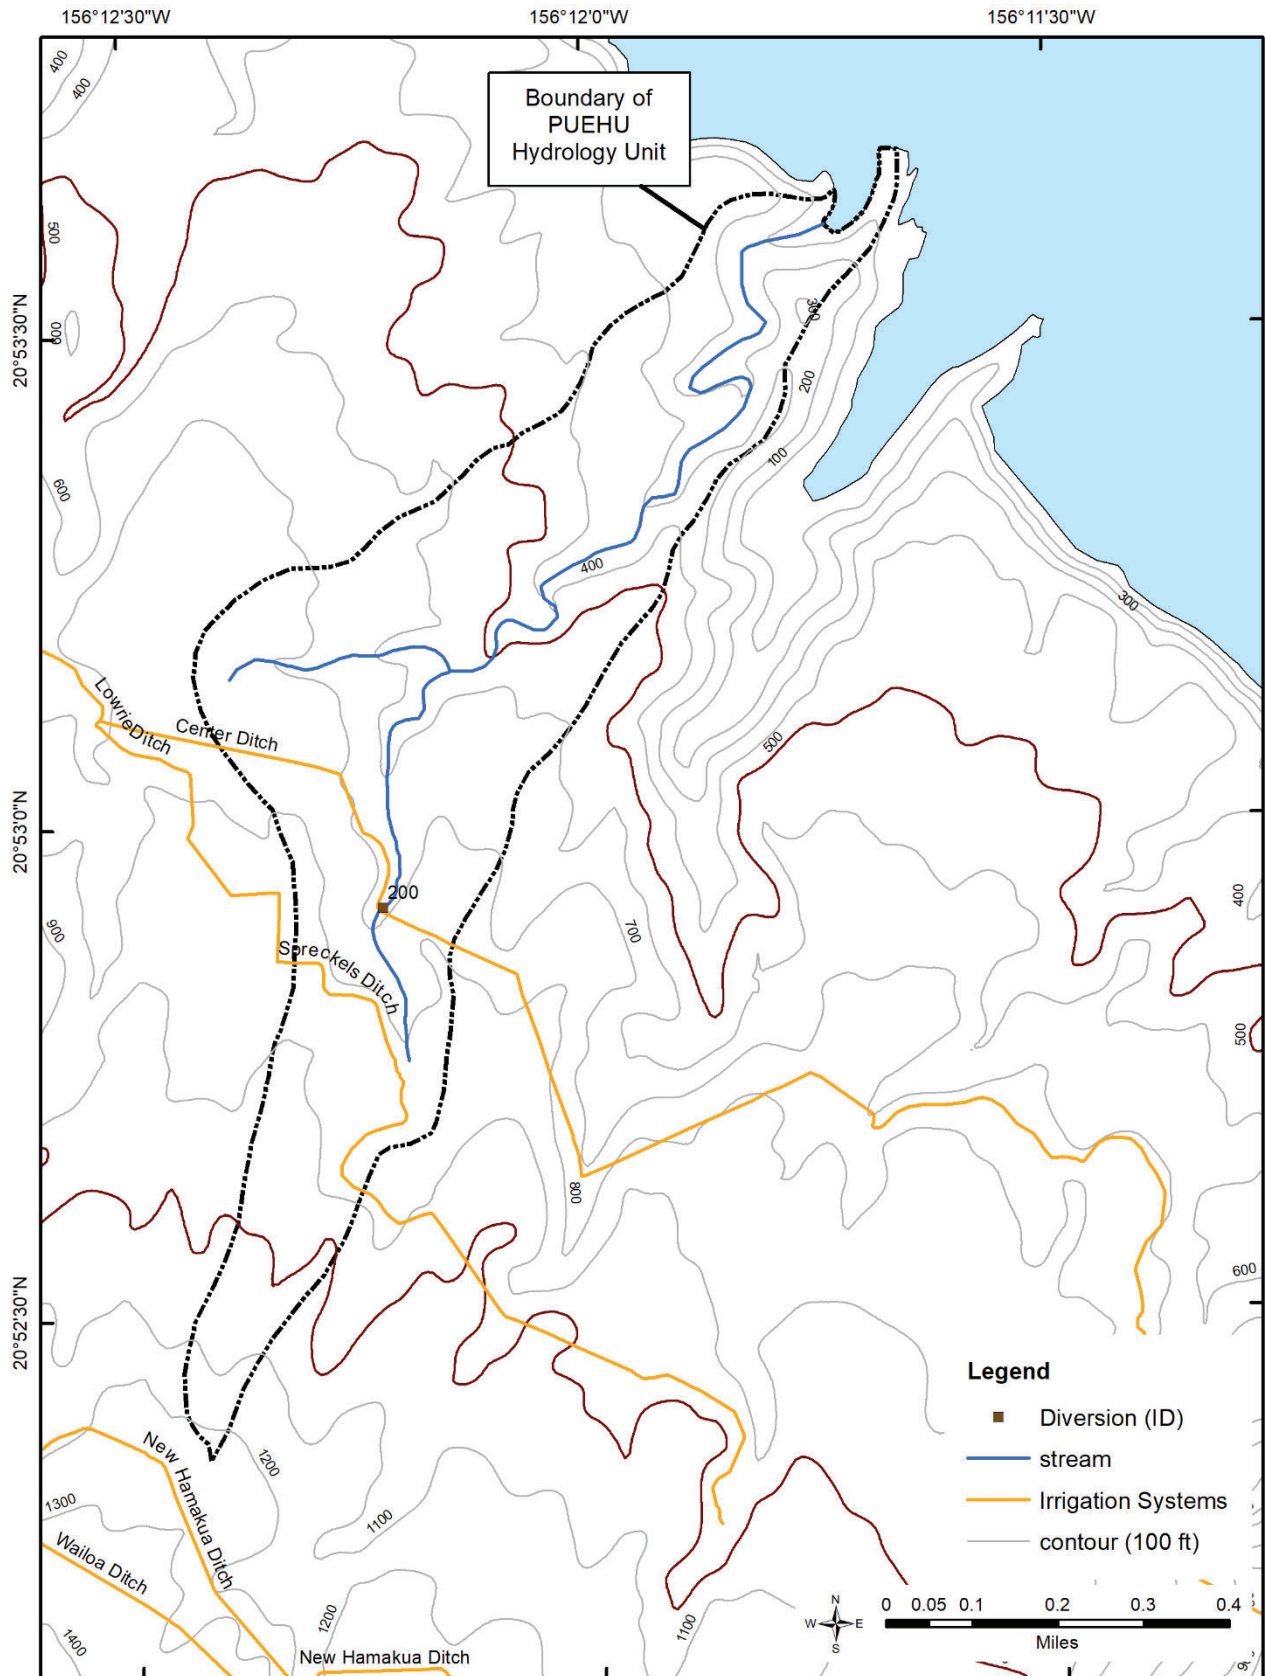 156°12'30"W
156°12'0"W
156°11'30"W
400
400
Boundary of
PUEHU
Hydrology Unit
500
300
600
20°53'30"N
200
100
600
400
300
Lowrie Ditch
Center Ditch
500
20°53'0"N
200
400
900
700
Spreckels Ditch
500
800
600
20°52'30"N
Legend
Diversion (ID)
stream
Irrigation Systems
contour (100 ft)
New Hamakua Ditch
1200
1300
1100
Wailoa Ditch
1200
1100
1400
New Hamakua Ditch
N
W E
S
0 0.05 0.1 0.2 0.3 0.4
Miles